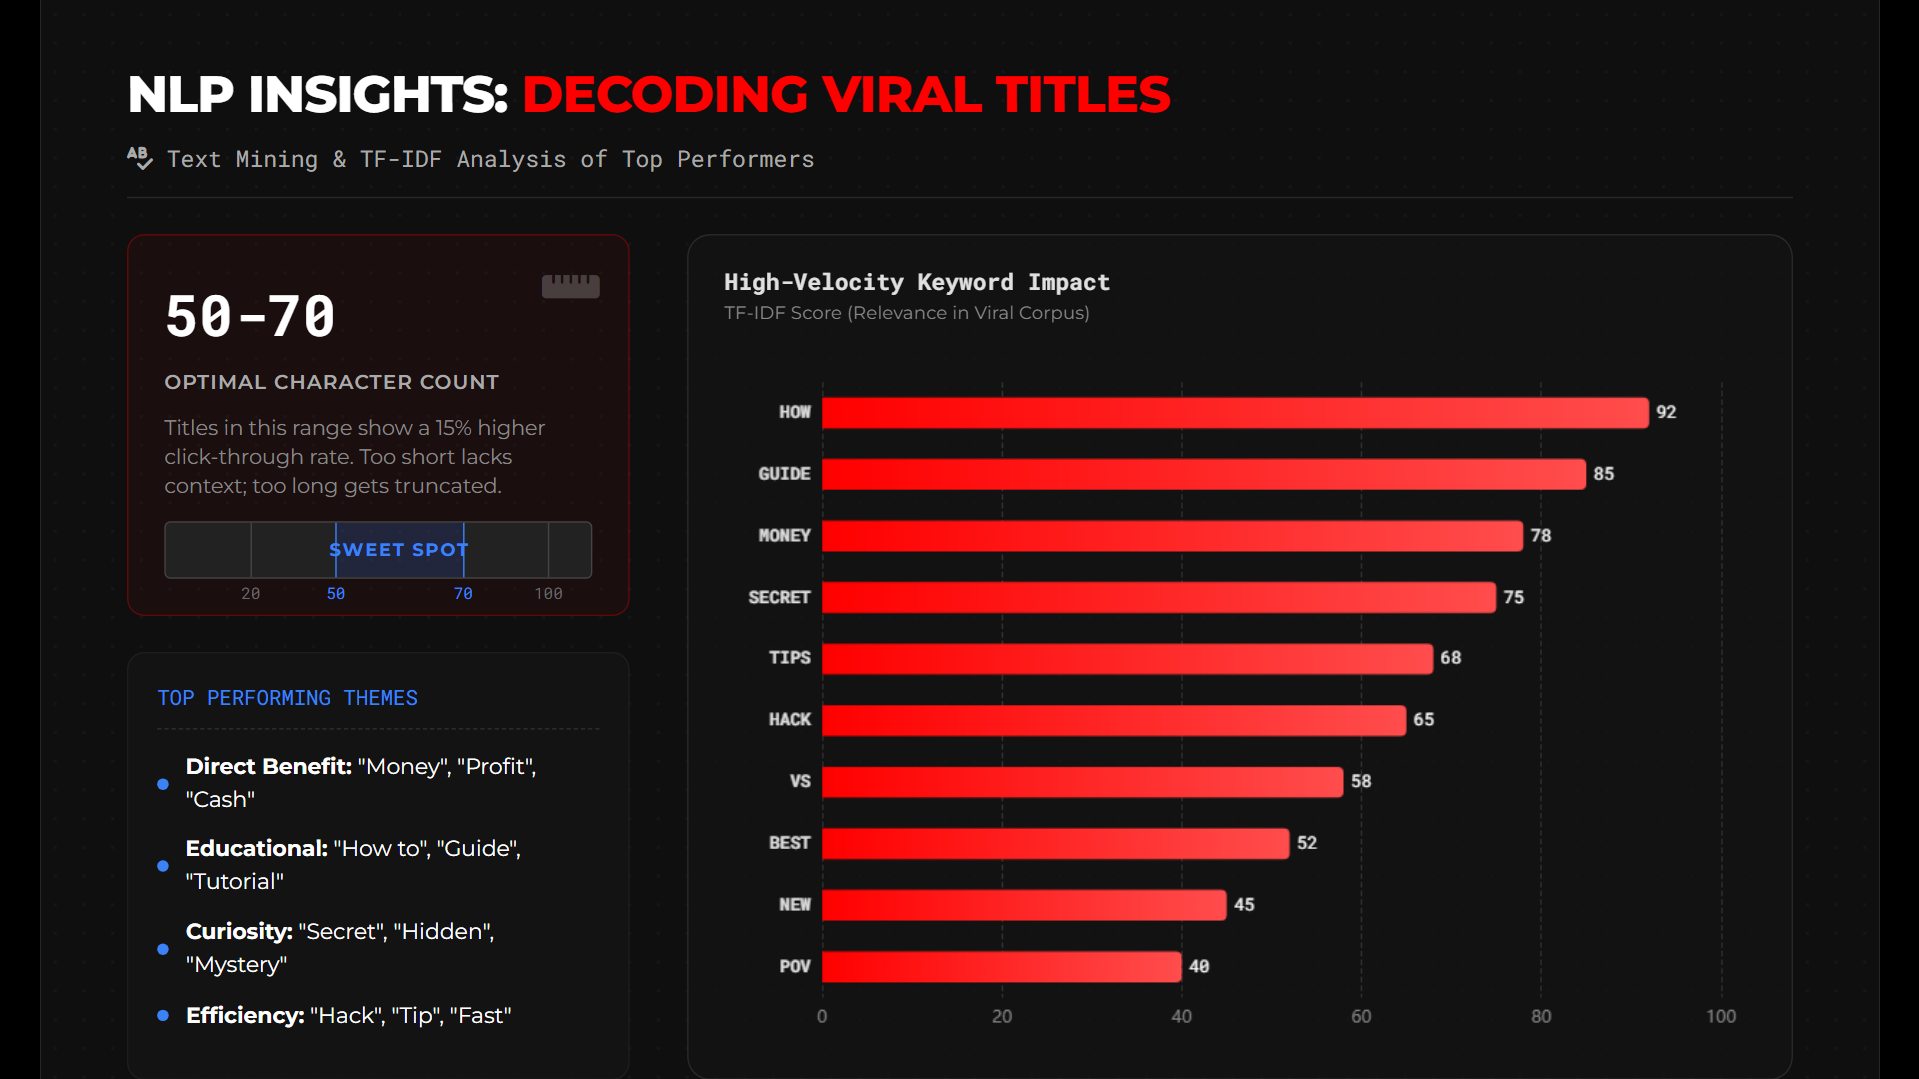 NLP INSIGHTS: DECODING VIRAL TITLES
AB
Text Mining & TF-IDF Analysis of Top Performers
50-70
OPTIMAL CHARACTER COUNT
Titles in this range show a 15% higher
click-through rate. Too short lacks
context; too long gets truncated.
SWEET SPOT
20 50 70 100
TOP PERFORMING THEMES
Direct Benefit: "Money", "Profit",
"Cash"
Educational: "How to", "Guide",
"Tutorial"
Curiosity: "Secret", "Hidden",
"Mystery"
Efficiency: "Hack", "Tip", "Fast"
High-Velocity Keyword Impact
TF-IDF Score (Relevance in Viral Corpus)
HOW 92
GUIDE 85
MONEY 78
SECRET 75
TIPS 68
HACK 65
VS 58
BEST 52
NEW 45
POV 40
0 20 40 60 80 100